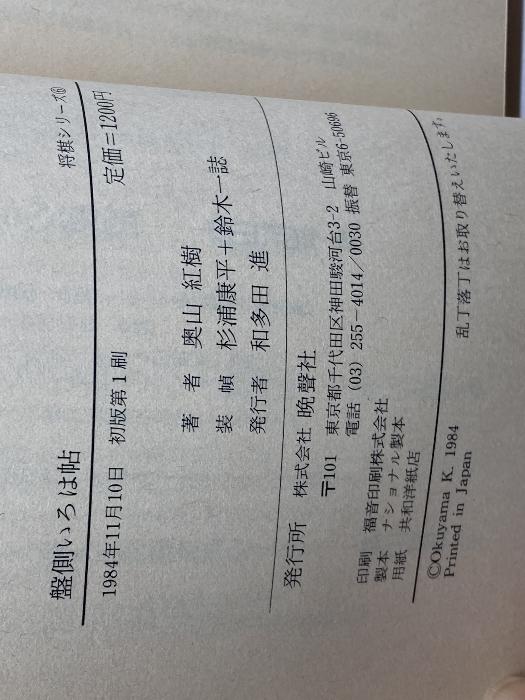 盤側いろは帖
将棋シリーズ⑯
1984年11月10日 初版第1刷
定価=1200円
著者 奥山 紅樹
装幀 杉浦康平+鈴木一誌
発行者 和多田 進
発行所 株式会社 晩聲社
〒101 東京都千代田区神田駿河台3-2 山崎ビル
電話 (03) 255-4014/0030 振替 東京6-50696
印刷 福音印刷株式会社
製本 ナショナル製本
用紙 共和洋紙店
©Okuyama K. 1984
Printed in Japan
乱丁落丁はお取り替えいたします